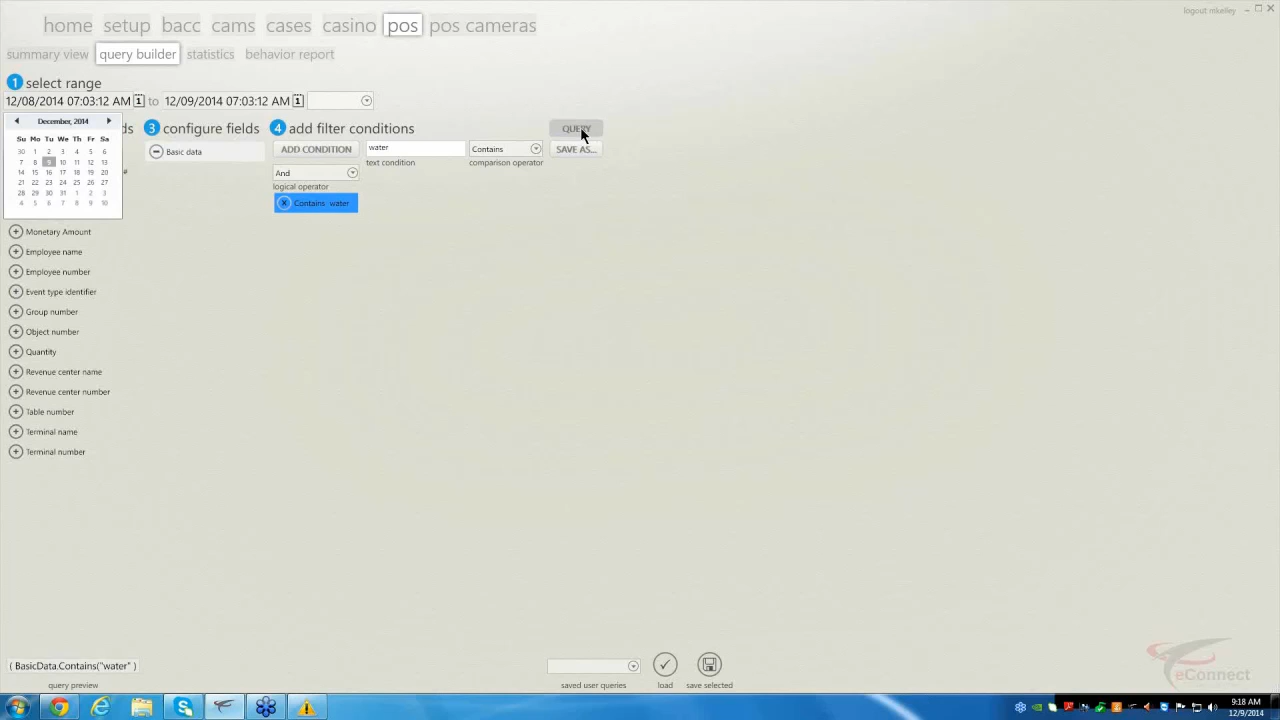 logout mkelley
home setup bacc cams cases casino pos pos cameras
summary view query builder statistics behavior report
1 select range
12/08/2014 07:03:12 AM 1 to 12/09/2014 07:03:12 AM 1
ds 3 configure fields 4 add filter conditions QUERY
December, 2014
Su Mo Tu We Th Fr Sa
30 1 2 3 4 5 6
7 8 9 10 11 12 13
14 15 16 17 18 19 20
21 22 23 24 25 26 27
28 29 30 31 1 2 3
4 5 6 7 8 9 10
#
Basic data
ADD CONDITION water Contains SAVE AS...
text condition comparison operator
And
logical operator
Contains water
Monetary Amount
Employee name
Employee number
Event type identifier
Group number
Object number
Quantity
Revenue center name
Revenue center number
Table number
Terminal name
Terminal number
( BasicData.Contains("water" )
query preview saved user queries load save selected
eConnect
9:18 AM
12/9/2014